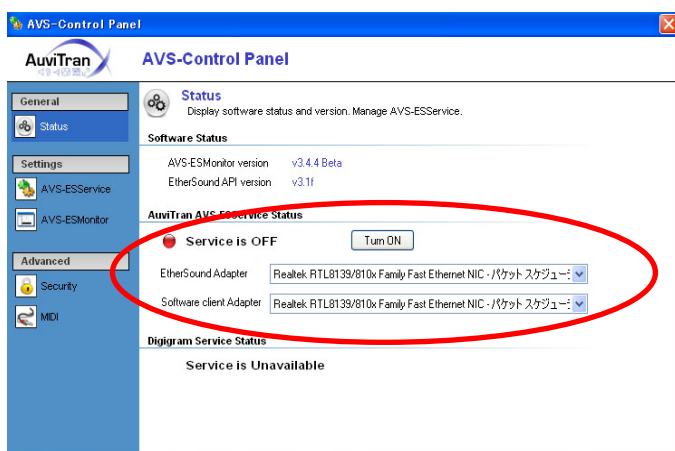 AVS-Control Panel
AuviTran
AVS-Control Panel
General
Status
Settings
AVS-ESService
AVS-ESMonitor
Advanced
Security
MIDI
Status
Display software status and version. Manage AVS-ESService.
Software Status
AVS-ESMonitor version v3.4.4 Beta
EtherSound API version v3.1f
AuviTran AVS-ESService Status
Service is OFF Turn ON
EtherSound Adapter Realtek RTL8139/810x Family Fast Ethernet NIC - パケット スケジュー
Software client Adapter Realtek RTL8139/810x Family Fast Ethernet NIC - パケット スケジュー
Digigram Service Status
Service is Unavailable